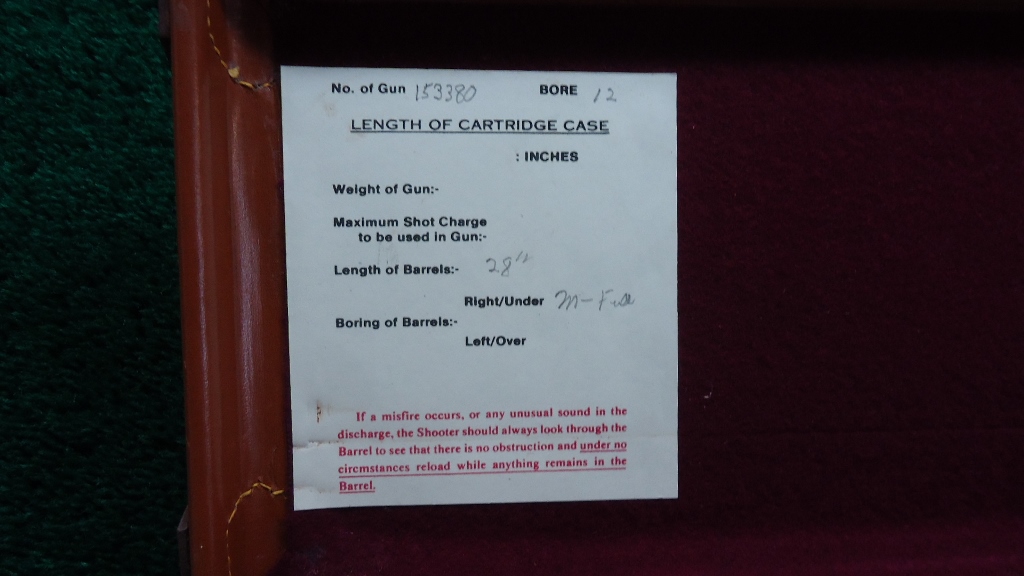 No. of Gun 153380 BORE 12
LENGTH OF CARTRIDGE CASE
: INCHES
Weight of Gun:-
Maximum Shot Charge
to be used in Gun:-
Length of Barrels:- 28"
Right/Under M-
Boring of Barrels:-
Left/Over
If a misfire occurs, or any unusual sound in the
discharge, the Shooter should always look through the
Barrel to see that there is no obstruction and under no
circmstances reload while anything remains in the
Barrel.